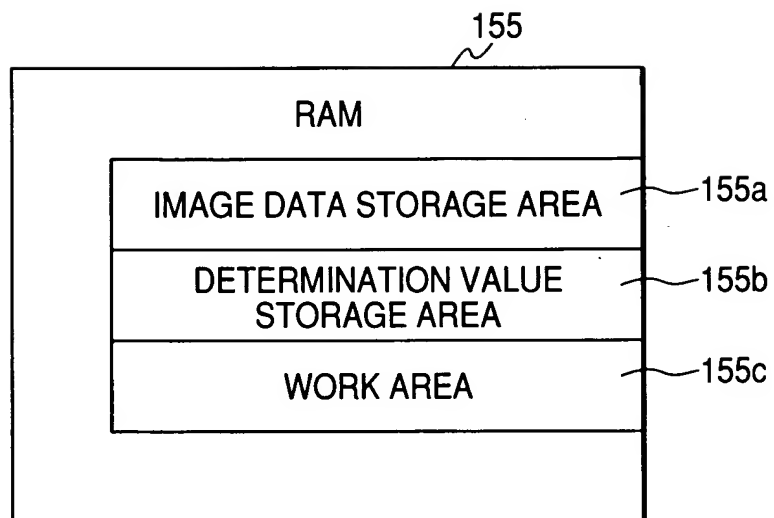 155
RAM
IMAGE DATA STORAGE AREA
155a
DETERMINATION VALUE
STORAGE AREA
155b
WORK AREA
155c